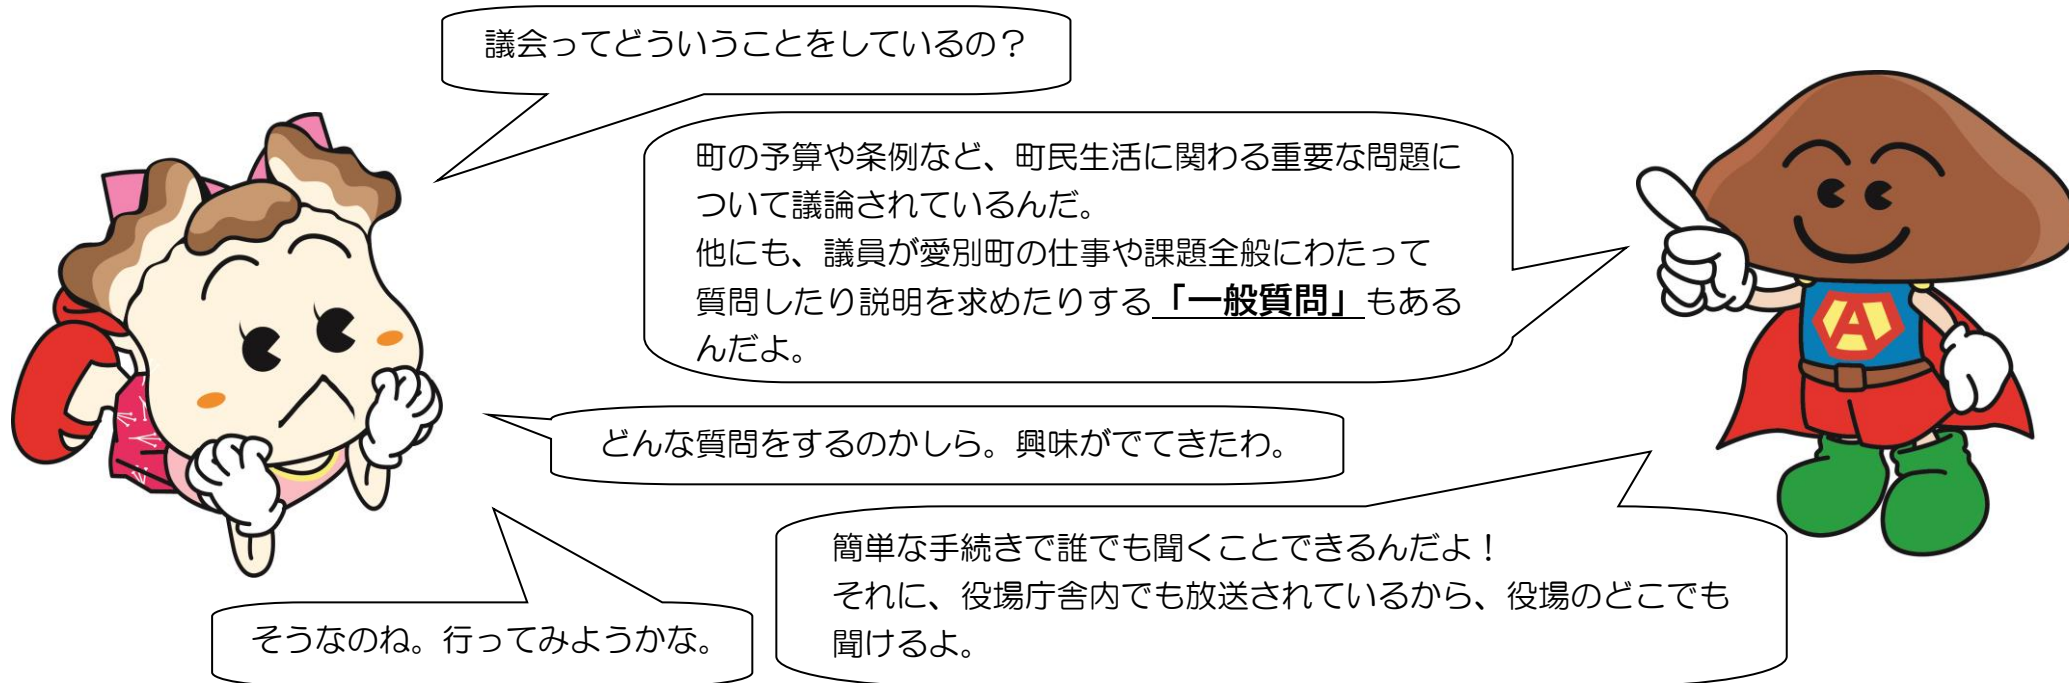 議会ってどういうことをしているの？
町の予算や条例など、町民生活に関わる重要な問題に
ついて議論されているんだ。
他にも、議員が愛別町の仕事や課題全般にわたって
質問したり説明を求めたりする「一般質問」もある
んだよ。
A
どんな質問をするのかしら。興味がでてきたわ。
簡単な手続きで誰でも聞くことできるんだよ！
それに、役場庁舎内でも放送されているから、役場のどこでも
聞けるよ。
そうなのね。行ってみようかな。